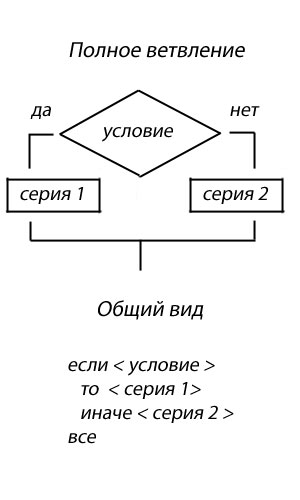 Полное ветвление
да
нет
условие
серия 1
серия 2
Общий вид
если < условие >
то < серия 1>
иначе < серия 2 >
все